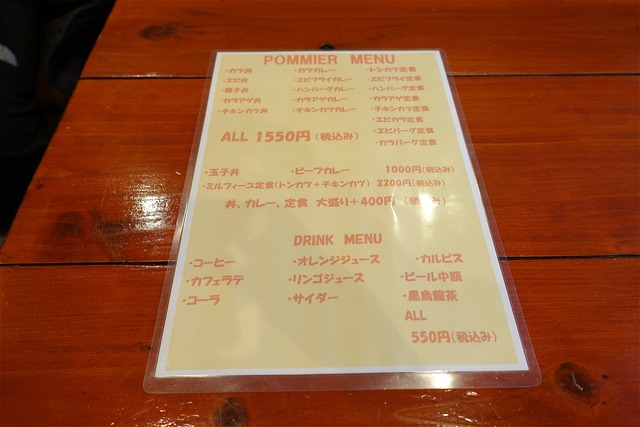 POMMIER MENU
・カツ丼 ・カツカレー ・トンカツ定食
・エビ丼 ・エビフライカレー ・エビフライ定食
・親子丼 ・ハンバーグカレー ・ハンバーグ定食
・カラアゲ丼 ・カラアゲカレー ・カラアゲ定食
・チキンカツ丼 ・チキンカツカレー ・チキンカツ定食
・エビカラ定食
ALL 1550円(税込み) ・エビバーグ定食
・カラバーグ定食
・玉子丼 ・ビーフカレー 1000円(税込み)
・ミルフィーユ定食(トンカツ+チキンカツ) 2200円(税込み)
丼、カレー、定食 大盛り+400円 (税込み)
DRINK MENU
・コーヒー ・オレンジジュース ・カルピス
・カフェラテ ・リンゴジュース ・ビール中瓶
・コーラ ・サイダー ・黒烏龍茶
ALL
550円(税込み)